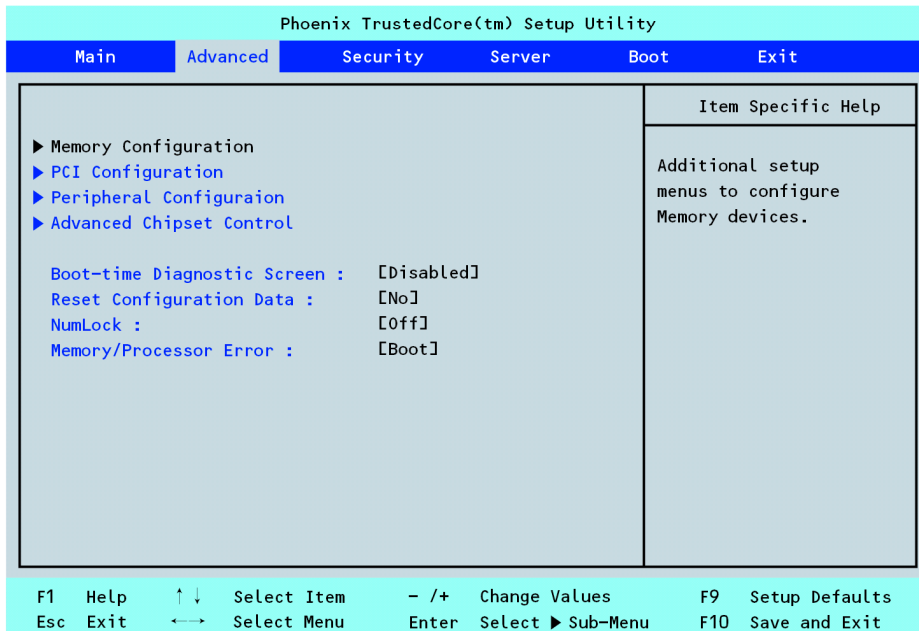 Phoenix TrustedCore(tm) Setup Utility
Main Advanced Security Server Boot Exit
Item Specific Help
▶ Memory Configuration
▶ PCI Configuration
▶ Peripheral Configuraion
▶ Advanced Chipset Control
Additional setup
menus to configure
Memory devices.
Boot-time Diagnostic Screen : [Disabled]
Reset Configuration Data : [No]
NumLock : [Off]
Memory/Processor Error : [Boot]
F1 Help ↑ ↓ Select Item - /+ Change Values F9 Setup Defaults
Esc Exit ←→ Select Menu Enter Select ▶ Sub-Menu F10 Save and Exit